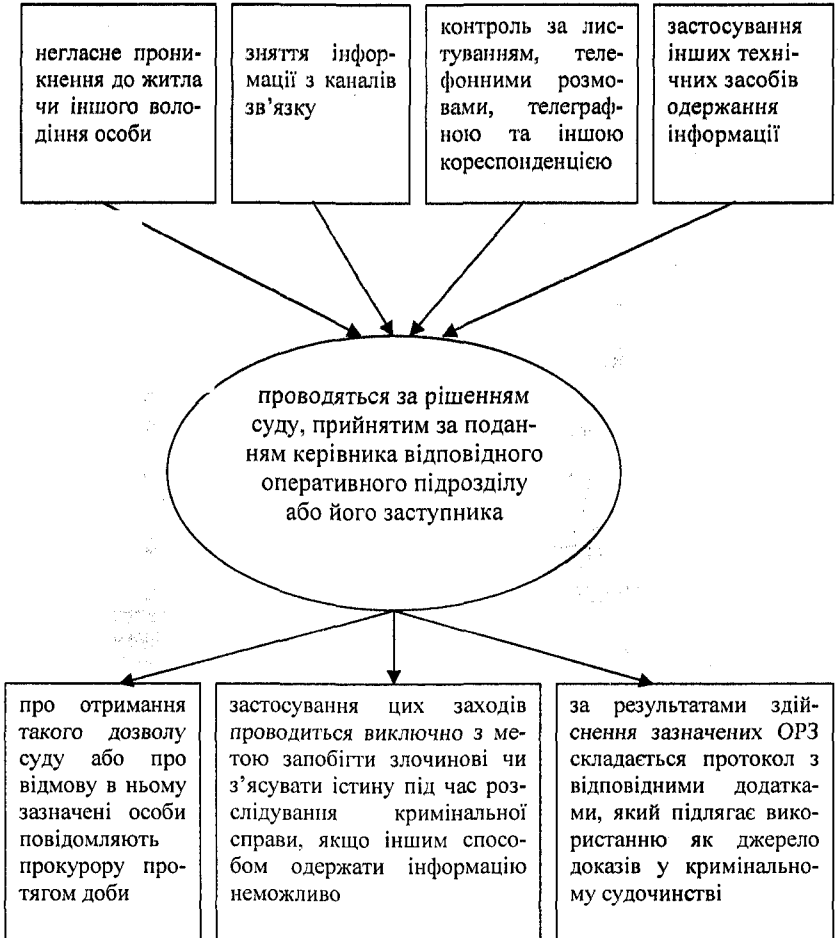 негласне прони-
кнення до житла
чи іншого воло-
діння особи
зняття інфор-
мації з каналів
зв’язку
контроль за лис-
туванням, теле-
фонними розмо-
вами, телеграф-
ною та іншою
кореспонденцією
застосування
інших техні-
чних засобів
одержання
інформації
проводяться за рішенням
суду, прийнятим за подан-
ням керівника відповідного
оперативного підрозділу
або його заступника
про отримання
такого дозволу
суду або про
відмову в ньому
зазначені особи
повідомляють
прокурору про-
тягом доби
застосування цих заходів
проводиться виключно з ме-
тою запобігти злочинові чи
з’ясувати істину під час роз-
слідування кримінальної
справи, якщо іншим спосо-
бом одержати інформацію
неможливо
за результатами здій-
снення зазначених ОРЗ
складається протокол з
відповідними додатка-
ми, який підлягає вико-
ристанню як джерело
доказів у кримінально-
му судочинстві